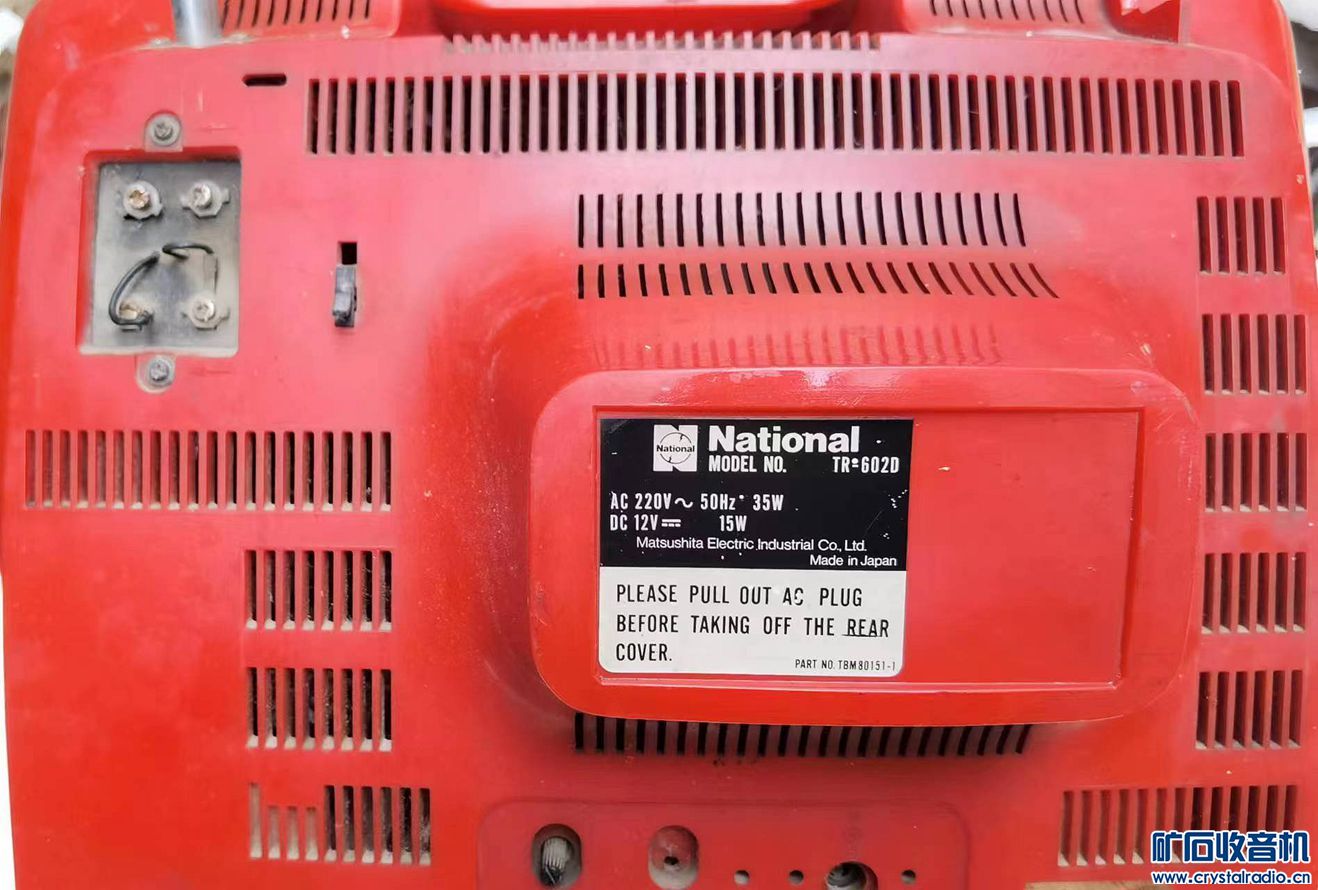 National
National
MODEL NO. TR-602D
AC 220V～ 50Hz 35W
DC 12V⎓ 15W
Matsushita Electric Industrial Co., Ltd.
Made in Japan
PLEASE PULL OUT AC PLUG
BEFORE TAKING OFF THE REAR
COVER.
PART NO. TBM80151-1
矿石收音机
www.crystalradio.cn